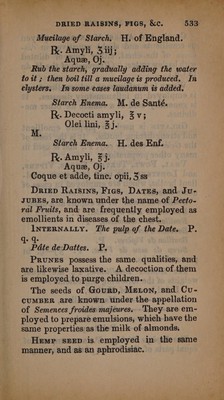 DRIED RAISINS, FIGS, &C. 533
Mucilage of Starch. H. of England.
℞. Amyli, ʒiij;
Aquæ, Oj.
Rub the starch, gradually adding the water
to it; then boil till a mucilage is produced. In
clysters. In some cases laudanum is added.
Starch Enema. M. de Santé.
℞. Decocti amyli, ℥v;
Olei lini, ℥j.
M.
Starch Enema. H. des Enf.
℞. Amyli, ℥j.
Aquæ, Oj.
Coque et adde, tinc. opii, ʒss
DRIED RAISINS, FIGS, DATES, and JU-
JUBES, are known under the name of Pecto-
ral Fruits, and are frequently employed as
emollients in diseases of the chest.
INTERNALLY. The pulp of the Date. P.
q. q.
Pâte de Dattes. P.
PRUNES possess the same qualities, and
are likewise laxative. A decoction of them
is employed to purge children.
The seeds of GOURD, MELON, and CU-
CUMBER are known under the appellation
of Semences froides majeures. They are em-
ployed to prepare emulsions, which have the
same properties as the milk of almonds.
HEMP SEED is employed in the same
manner, and as an aphrodisiac.